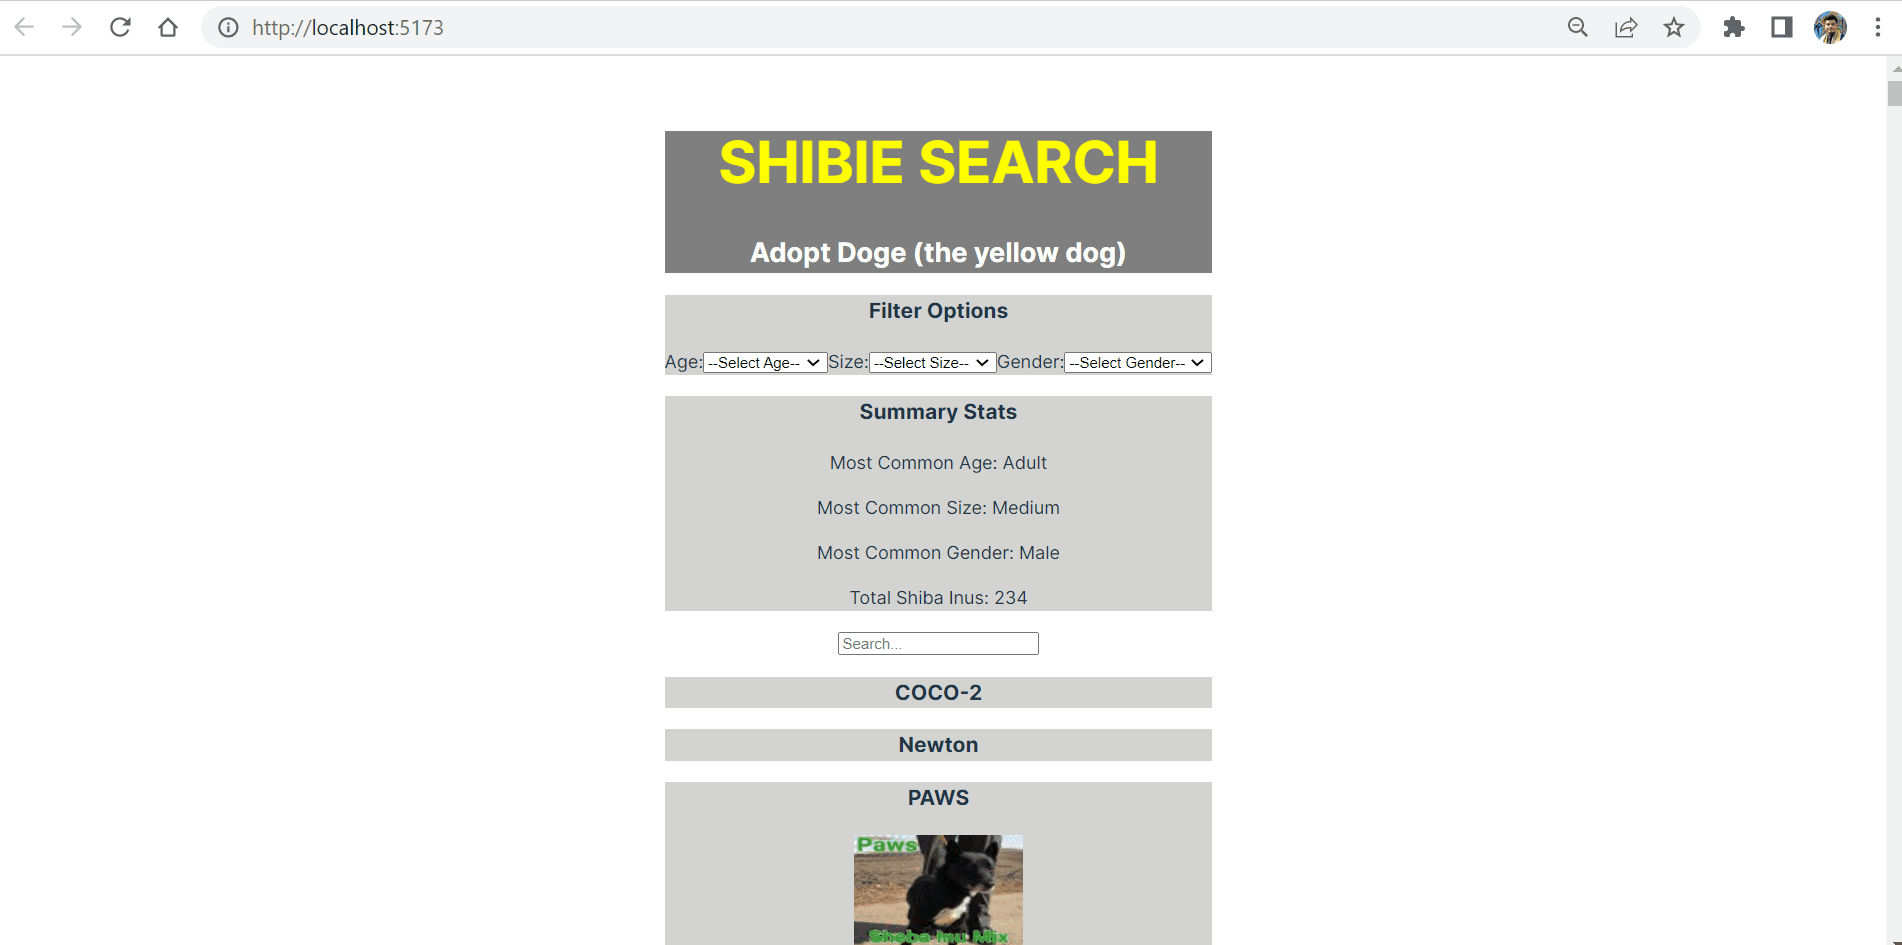 http://localhost:5173
SHIBIE SEARCH
Adopt Doge (the yellow dog)
Filter Options
Age: --Select Age-- Size: --Select Size-- Gender: --Select Gender--
Summary Stats
Most Common Age: Adult
Most Common Size: Medium
Most Common Gender: Male
Total Shiba Inus: 234
Search...
COCO-2
Newton
PAWS
Paws
Sheba Inu Mix